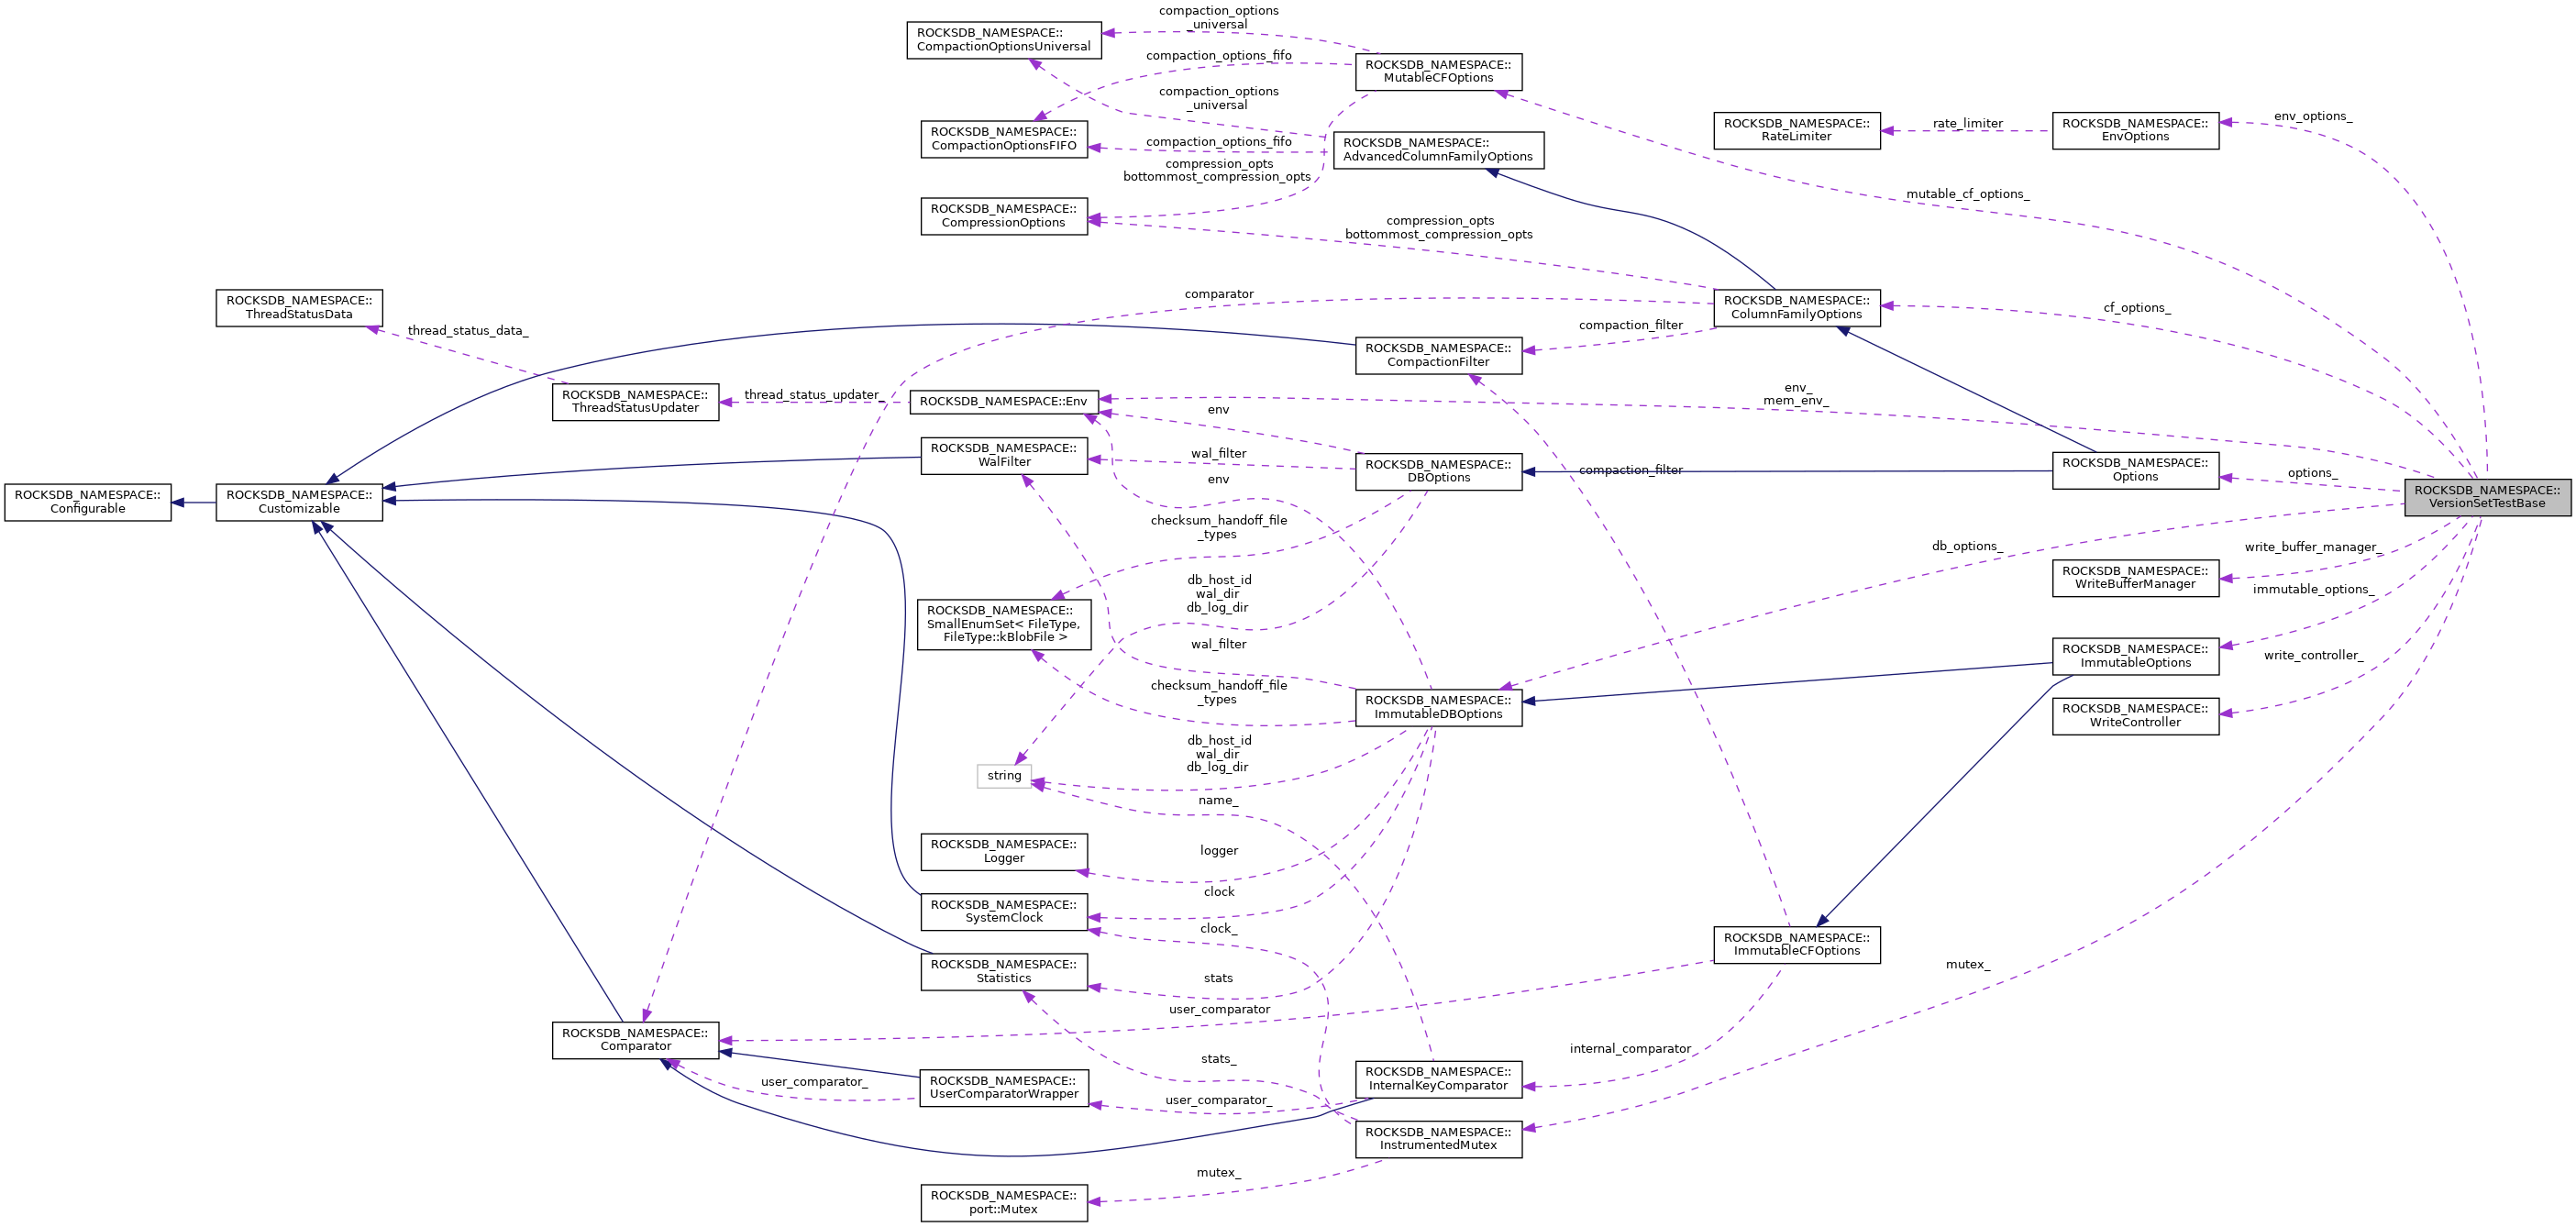 compaction_options
_universal
ROCKSDB_NAMESPACE::
CompactionOptionsUniversal
compaction_options_fifo
ROCKSDB_NAMESPACE::
MutableCFOptions
compaction_options
_universal
ROCKSDB_NAMESPACE::
CompactionOptionsFIFO
compaction_options_fifo
ROCKSDB_NAMESPACE::
AdvancedColumnFamilyOptions
ROCKSDB_NAMESPACE::
RateLimiter
rate_limiter
ROCKSDB_NAMESPACE::
EnvOptions
env_options_
compression_opts
bottommost_compression_opts
mutable_cf_options_
ROCKSDB_NAMESPACE::
CompressionOptions
compression_opts
bottommost_compression_opts
ROCKSDB_NAMESPACE::
ThreadStatusData
thread_status_data_
comparator
ROCKSDB_NAMESPACE::
ColumnFamilyOptions
cf_options_
compaction_filter
ROCKSDB_NAMESPACE::
CompactionFilter
ROCKSDB_NAMESPACE::
ThreadStatusUpdater
thread_status_updater_
ROCKSDB_NAMESPACE::Env
env
env_
mem_env_
ROCKSDB_NAMESPACE::
WalFilter
wal_filter
env
ROCKSDB_NAMESPACE::
DBOptions
compaction_filter
ROCKSDB_NAMESPACE::
Options
options_
ROCKSDB_NAMESPACE::
VersionSetTestBase
ROCKSDB_NAMESPACE::
Configurable
ROCKSDB_NAMESPACE::
Customizable
checksum_handoff_file
_types
db_options_
write_buffer_manager_
ROCKSDB_NAMESPACE::
WriteBufferManager
immutable_options_
db_host_id
wal_dir
db_log_dir
ROCKSDB_NAMESPACE::
SmallEnumSet< FileType,
FileType::kBlobFile >
wal_filter
ROCKSDB_NAMESPACE::
ImmutableOptions
write_controller_
checksum_handoff_file
_types
ROCKSDB_NAMESPACE::
ImmutableDBOptions
ROCKSDB_NAMESPACE::
WriteController
db_host_id
wal_dir
db_log_dir
string
name_
ROCKSDB_NAMESPACE::
Logger
logger
clock
ROCKSDB_NAMESPACE::
SystemClock
clock_
ROCKSDB_NAMESPACE::
ImmutableCFOptions
mutex_
ROCKSDB_NAMESPACE::
Statistics
stats
user_comparator
ROCKSDB_NAMESPACE::
Comparator
stats_
internal_comparator
user_comparator_
ROCKSDB_NAMESPACE::
UserComparatorWrapper
user_comparator_
ROCKSDB_NAMESPACE::
InternalKeyComparator
ROCKSDB_NAMESPACE::
InstrumentedMutex
mutex_
ROCKSDB_NAMESPACE::
port::Mutex